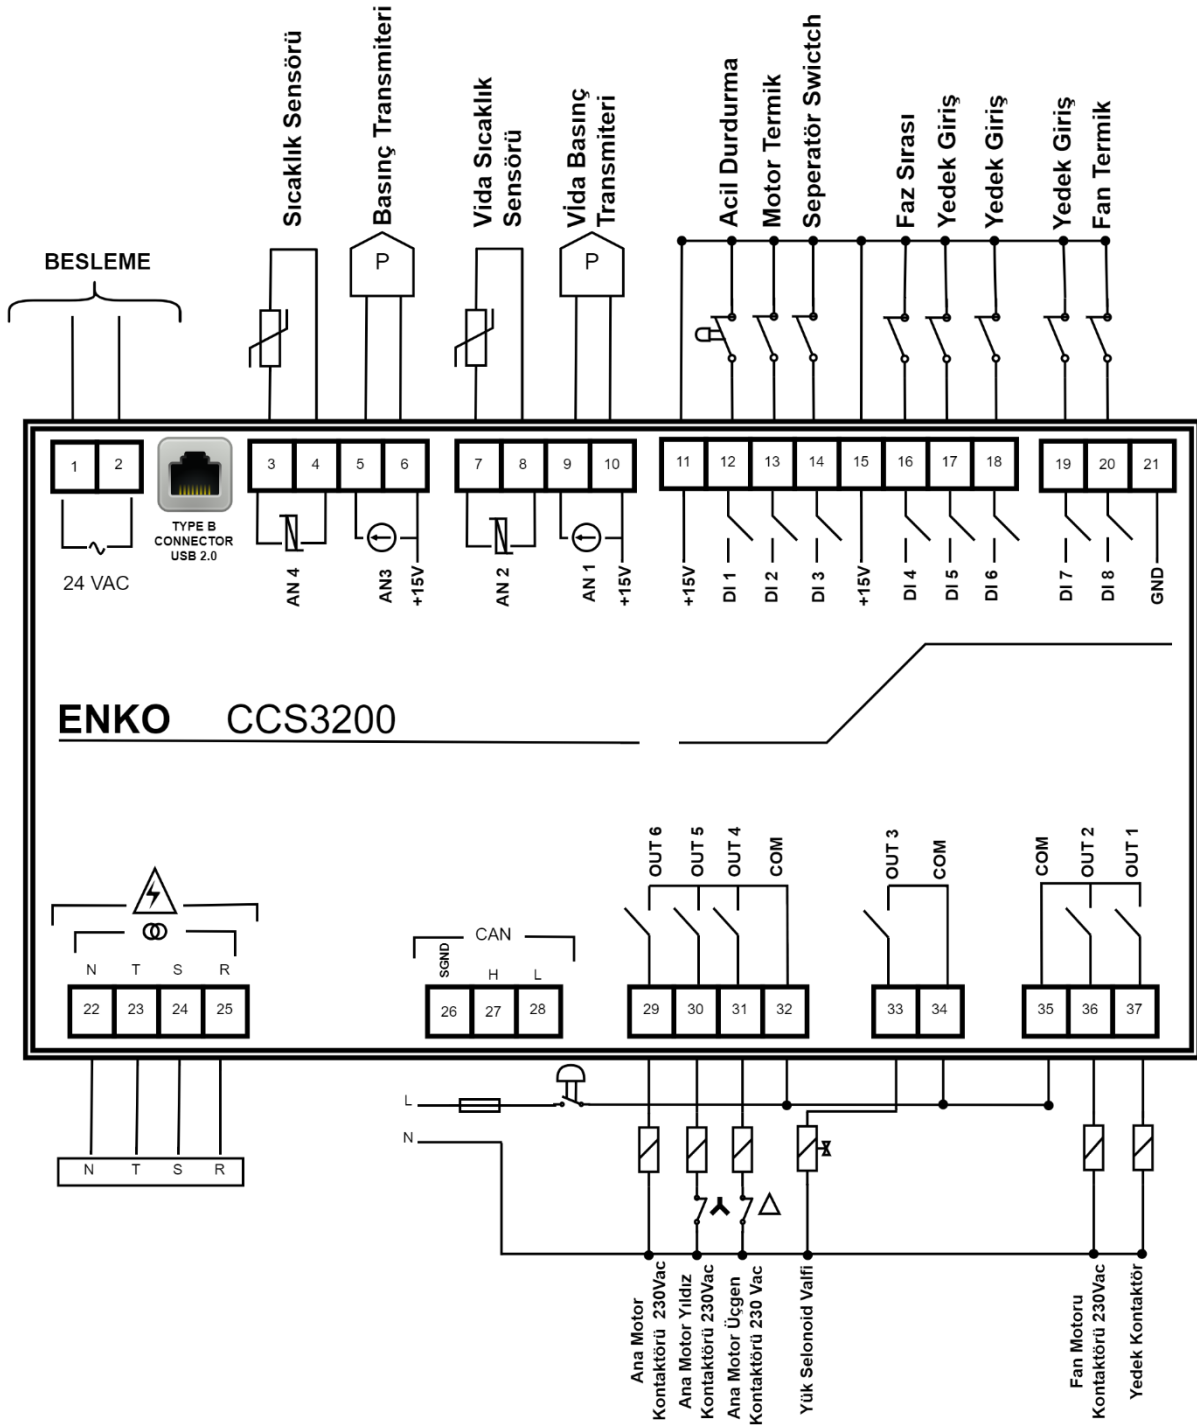 Sıcaklık Sensörü
Basınç Transmiteri
Vida Sıcaklık
Sensörü
Vida Basınç
Transmiteri
Acil Durdurma
Motor Termik
Seperatör Swictch
Faz Sırası
Yedek Giriş
Yedek Giriş
Yedek Giriş
Fan Termik
BESLEME
P
P
1 2
3 4 5 6
7 8 9 10
11 12 13 14 15 16 17 18
19 20 21
TYPE B
CONNECTOR
USB 2.0
24 VAC
AN 4
AN3
+15V
AN 2
AN 1
+15V
+15V
DI 1
DI 2
DI 3
+15V
DI 4
DI 5
DI 6
DI 7
DI 8
GND
ENKO CCS3200
OUT 6
OUT 5
OUT 4
COM
OUT 3
COM
COM
OUT 2
OUT 1
CAN
SGND
H
L
N T S R
22 23 24 25
26 27 28
29 30 31 32
33 34
35 36 37
L
N
N T S R
Ana Motor
Kontaktörü 230Vac
Ana Motor Yıldız
Kontaktörü 230Vac
Ana Motor Üçgen
Kontaktörü 230 Vac
Yük Selonoid Valfi
Fan Motoru
Kontaktörü 230Vac
Yedek Kontaktör